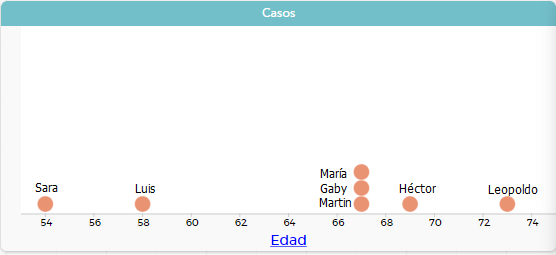 Casos
María
Sara Luis Gaby Héctor Leopoldo
Martin
54 56 58 60 62 64 66 68 70 72 74
Edad